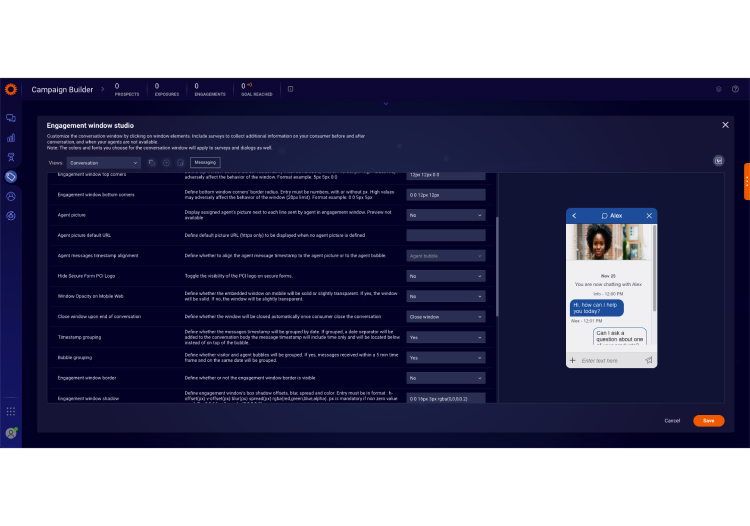 Campaign Builder
0 PROSPECTS
0 EXPOSURES
0 ENGAGEMENTS
0 GOAL REACHED
Engagement window studio
Customize the conversation window by clicking on window elements. Include surveys to collect additional information on your consumer before and after
conversation, and when your agents are not available.
Note: The colors and fonts you choose for the conversation window will apply to surveys and dialogs as well.
Views: Conversation Messaging
Engagement window top corners
adversely affect the behavior of the window. Format example: 5px 5px 0 0
12px 12px 0 0
Engagement window bottom corners
Define bottom window corners' border radius. Entry must be numbers, with or without px. High values
may adversely affect the behavior of the window (20px limit). Format example: 0 0 5px 5px
0 0 12px 12px
Agent picture
Display assigned agent's picture next to each line sent by agent in engagement window. Preview not
available
No
Agent picture default URL
Define default picture URL (https only) to be displayed when no agent picture is defined
Agent messages timestamp alignment
Define whether to align the agent message timestamp to the agent picture or to the agent bubble.
Agent bubble
Hide Secure Form PCI Logo
Toggle the visibility of the PCI logo on secure forms.
No
Window Opacity on Mobile Web
Define whether the embedded window on mobile will be solid or slightly transparent. If yes, the window
will be solid. If no, the window will be slightly transparent.
No
Close window upon end of conversation
Define whether the window will be closed automatically once consumer close the conversation
Close window
Timestamp grouping
Define whether the messages timestamp will be grouped by date. If grouped, a date separator will be
added to the conversation body the message timestamp will include time only and will be located below
instead of on top of the bubble.
Yes
Bubble grouping
Define whether visitor and agent bubbles will be grouped. If yes, messages received within a 5 min time
frame and on the same date will be grouped.
Yes
Engagement window border
Define whether or not the engagement window border is visible
No
Engagement window shadow
Define engagement window's box shadow offsets, blur, spread and color. Entry must be in format: h-
offset(px) v-offset(px) blur(px) spread(px) rgba(red,green,blue,alpha). px is mandatory if non zero value
0 0 16px 3px rgba(0,0,0,0.2)
Alex
Nov 25
You are now chatting with Alex
Info • 12:00 PM
Hi, how can I help
you today?
Alex • 12:01 PM
Can I ask a
question about one
Enter text here
Cancel
Save